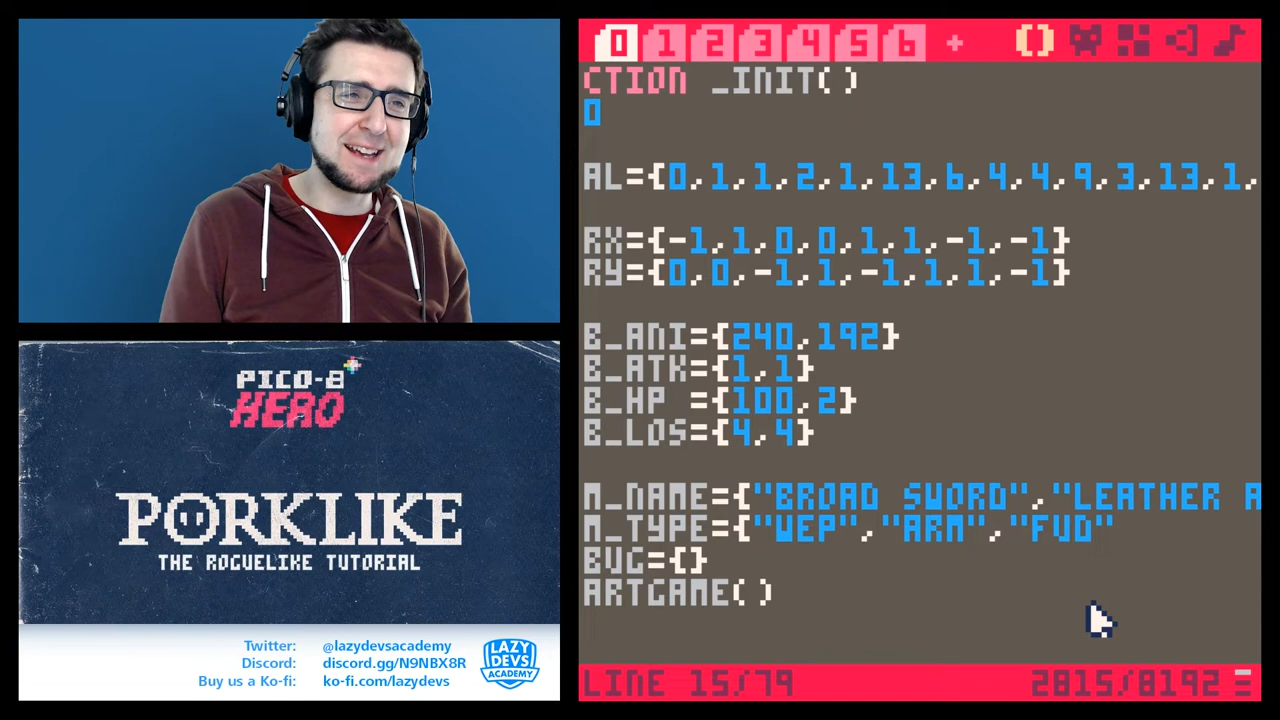 PICO-8
HERO
PORKLIKE
THE ROGUELIKE TUTORIAL
Twitter: @lazydevsacademy
Discord: discord.gg/N9NBX8R
Buy us a Ko-fi: ko-fi.com/lazydevs
LAZY
DEVS
ACADEMY
0 1 2 3 4 5 6 +
CTION _INIT()
0
AL={0,1,1,2,1,13,6,4,4,9,3,13,1,
RX={-1,1,0,0,1,1,-1,-1}
RY={0,0,-1,1,-1,1,1,-1}
B_ANI={240,192}
B_ATK={1,1}
B_HP ={100,2}
B_LOS={4,4}
M_NAME={"BROAD SWORD","LEATHER A
M_TYPE={"WEP","ARM","FUD"
BUG={}
ARTGAME()
LINE 15/79
2815/8192